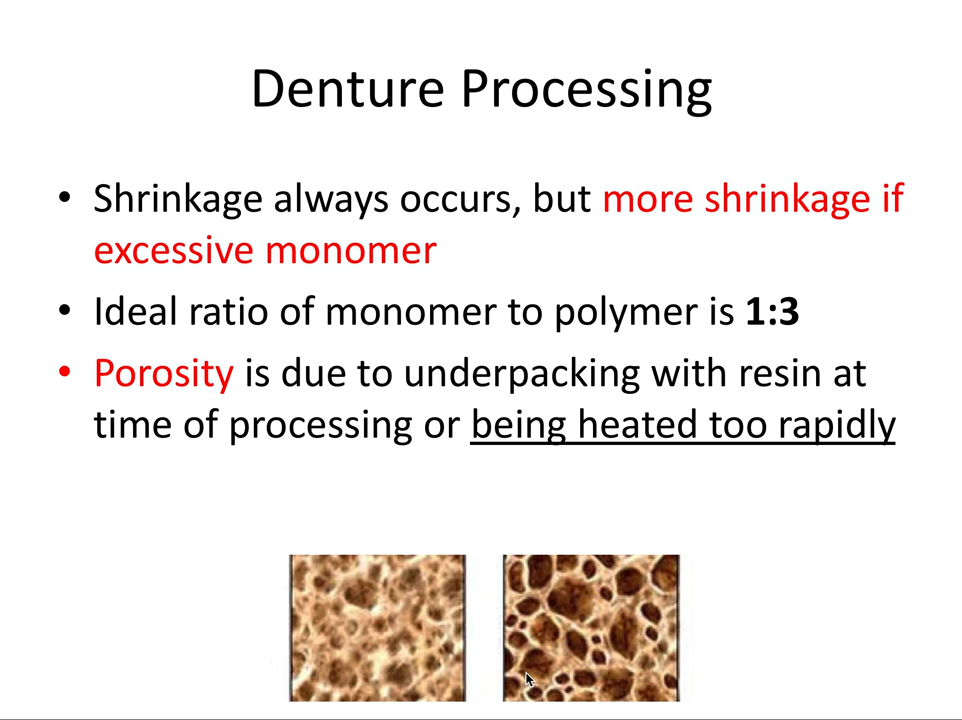 Denture Processing
• Shrinkage always occurs, but more shrinkage if
excessive monomer
• Ideal ratio of monomer to polymer is 1:3
• Porosity is due to underpacking with resin at
time of processing or being heated too rapidly